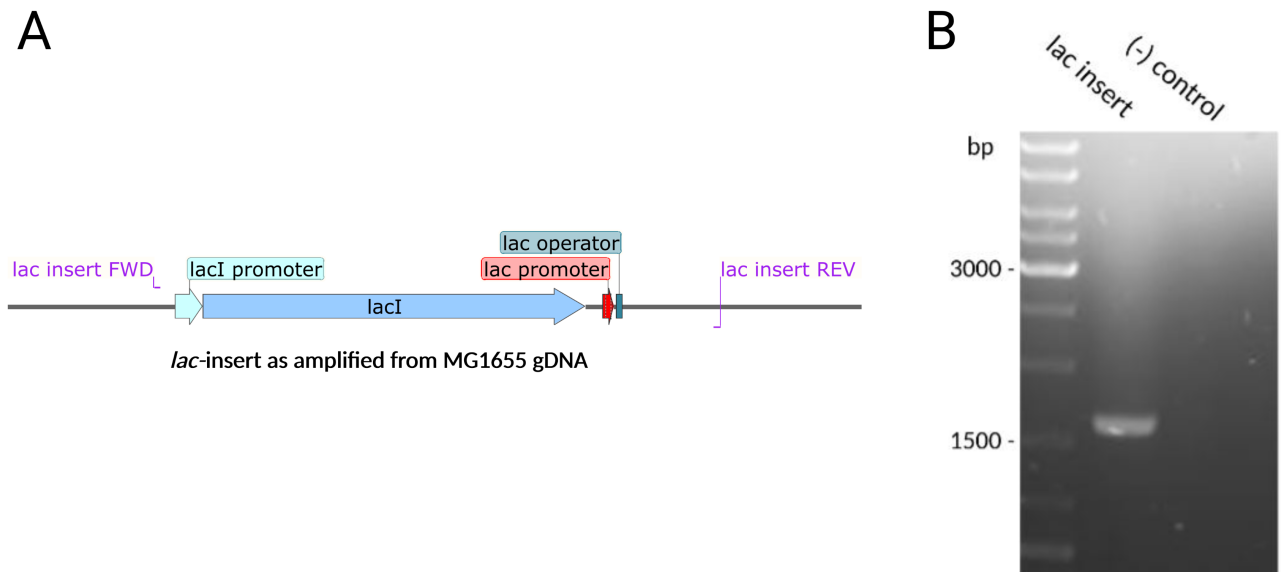 A
lac operator
lac insert FWD
lacI promoter
lac promoter
lac insert REV
lacI
lac-insert as amplified from MG1655 gDNA
B
lac insert
(-) control
bp
3000 -
1500 -